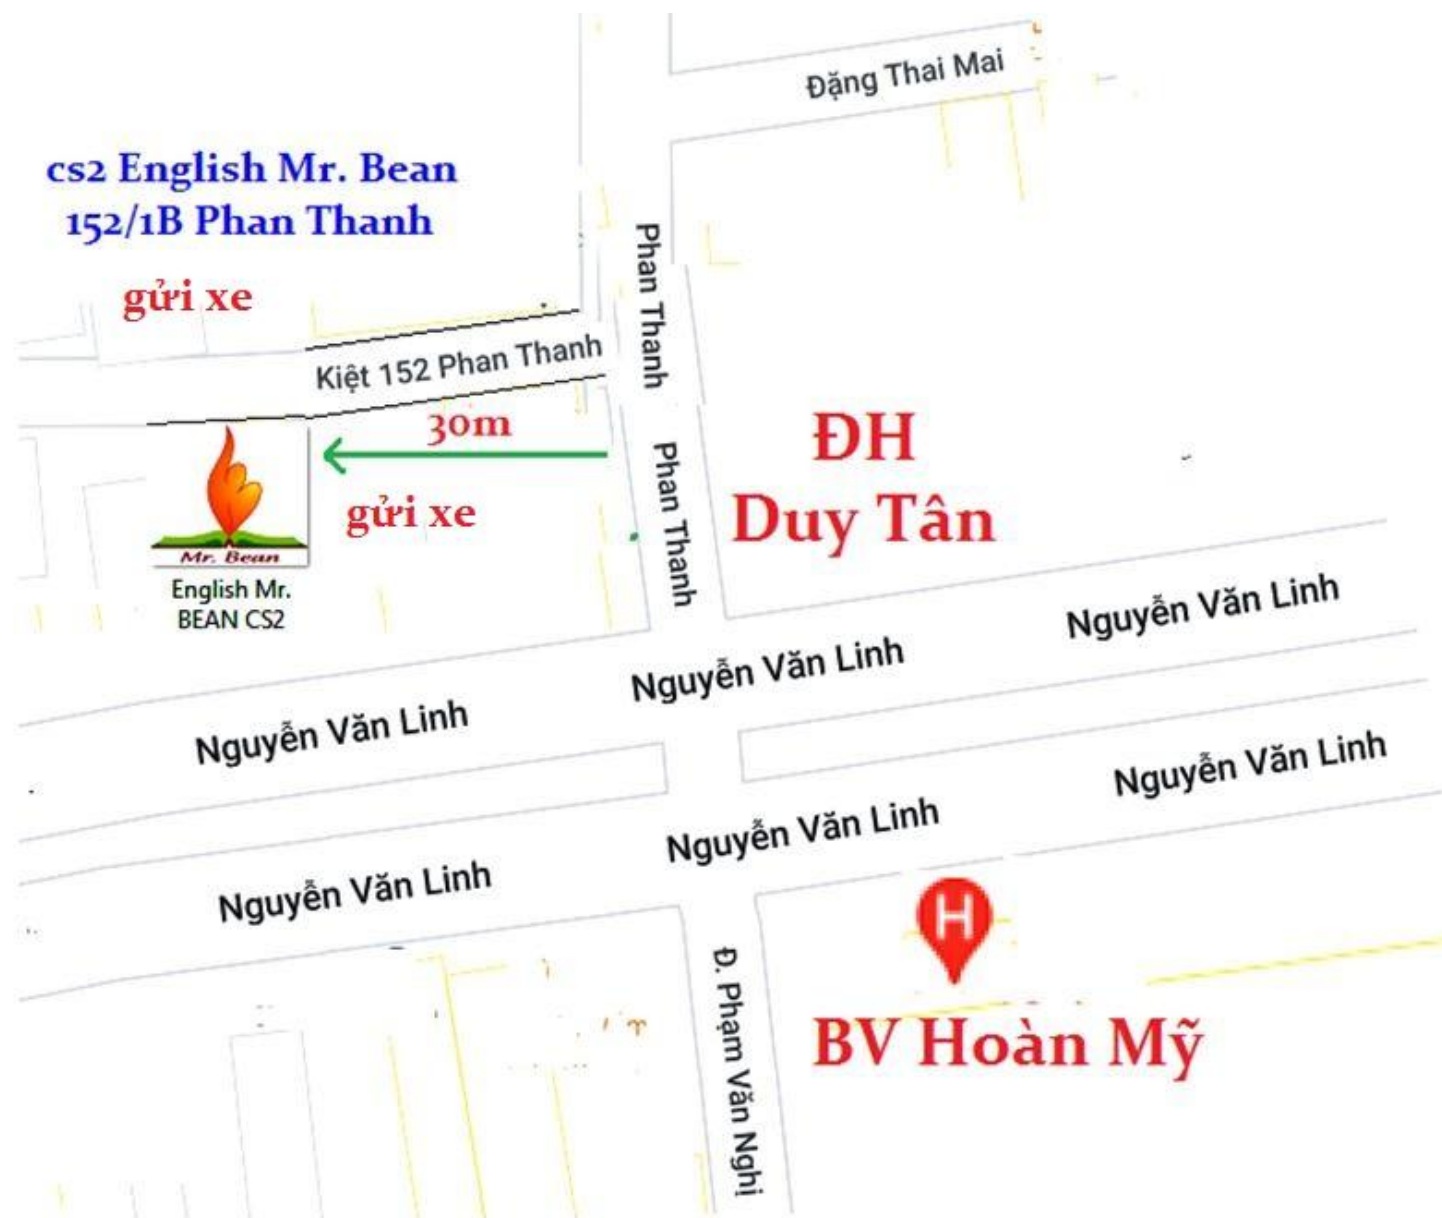 Đặng Thai Mai
cs2 English Mr. Bean
152/1B Phan Thanh
gửi xe
Phan Thanh
Kiệt 152 Phan Thanh
30m
ĐH
Duy Tân
gửi xe
Phan Thanh
Mr. Bean
English Mr.
BEAN CS2
Nguyễn Văn Linh
Nguyễn Văn Linh
Nguyễn Văn Linh
Nguyễn Văn Linh
Nguyễn Văn Linh
Nguyễn Văn Linh
H
BV Hoàn Mỹ
Đ. Phạm Văn Nghị